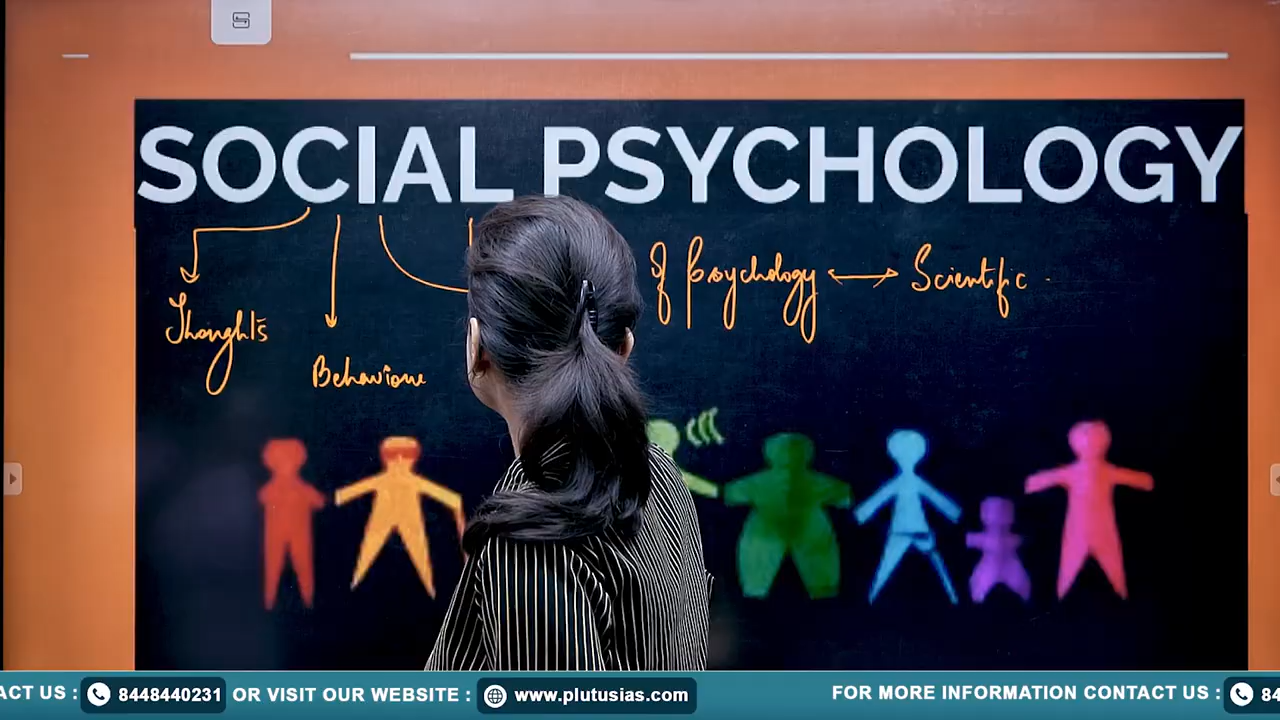 SOCIAL PSYCHOLOGY
of Psychology ↔ Scientific
Thoughts
Behaviour
ACT US : 8448440231 OR VISIT OUR WEBSITE : www.plutusias.com FOR MORE INFORMATION CONTACT US : 84